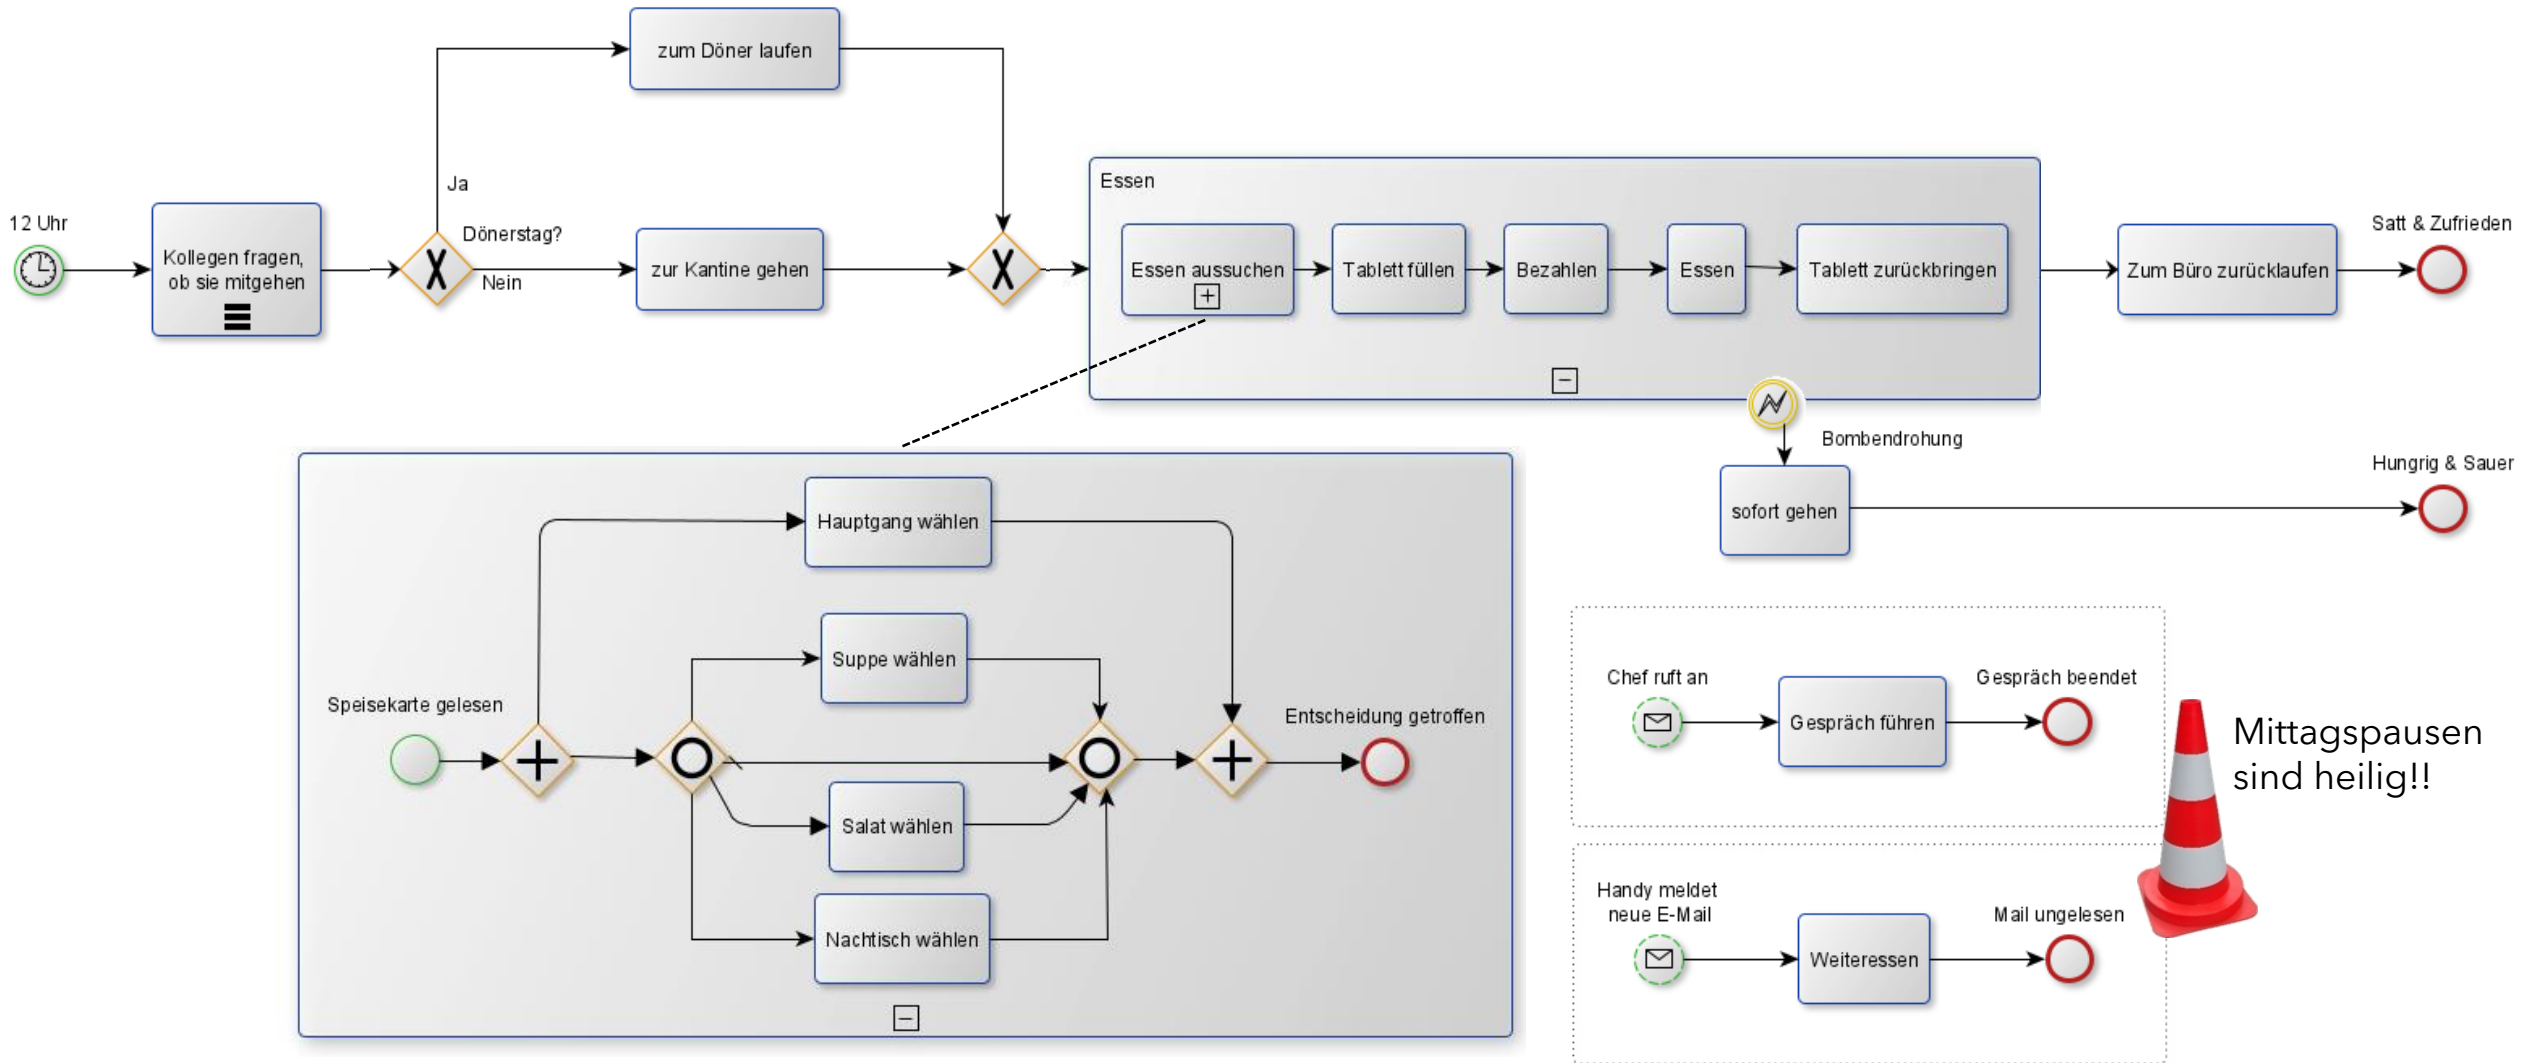 zum Döner laufen
Ja
12 Uhr
Kollegen fragen,
ob sie mitgehen
Dönerstag?
Nein
zur Kantine gehen
Essen
Essen aussuchen
Tablett füllen
Bezahlen
Essen
Tablett zurückbringen
Zum Büro zurücklaufen
Satt & Zufrieden
Bombendrohung
sofort gehen
Hungrig & Sauer
Hauptgang wählen
Suppe wählen
Speisekarte gelesen
Entscheidung getroffen
Salat wählen
Nachtisch wählen
Chef ruft an
Gespräch führen
Gespräch beendet
Mittagspausen
sind heilig!!
Handy meldet
neue E-Mail
Weiteressen
Mail ungelesen